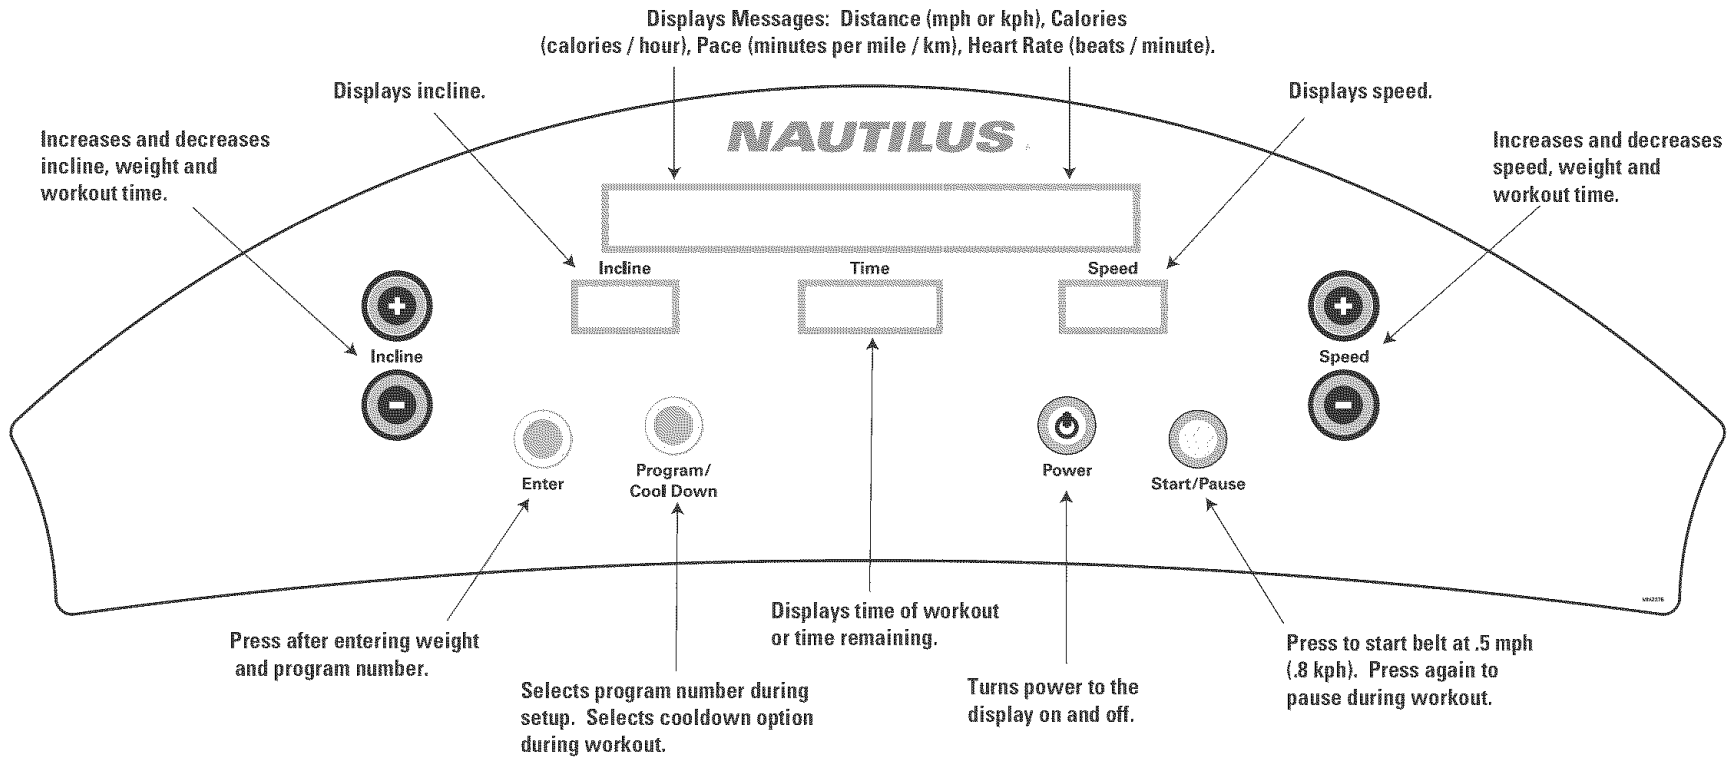 Displays Messages:  Distance (mph or kph), Calories
(calories / hour), Pace (minutes per mile / km), Heart Rate (beats / minute).
Displays incline.
Displays speed.
Increases and decreases
incline, weight and
workout time.
Increases and decreases
speed, weight and
workout time.
NAUTILUS
Incline
Time
Speed
+
Incline
-
+
Speed
-
Enter
Program/
Cool Down
Power
Start/Pause
Press after entering weight
and program number.
Selects program number during
setup.  Selects cooldown option
during workout.
Displays time of workout
or time remaining.
Turns power to the
display on and off.
Press to start belt at .5 mph
(.8 kph).  Press again to
pause during workout.